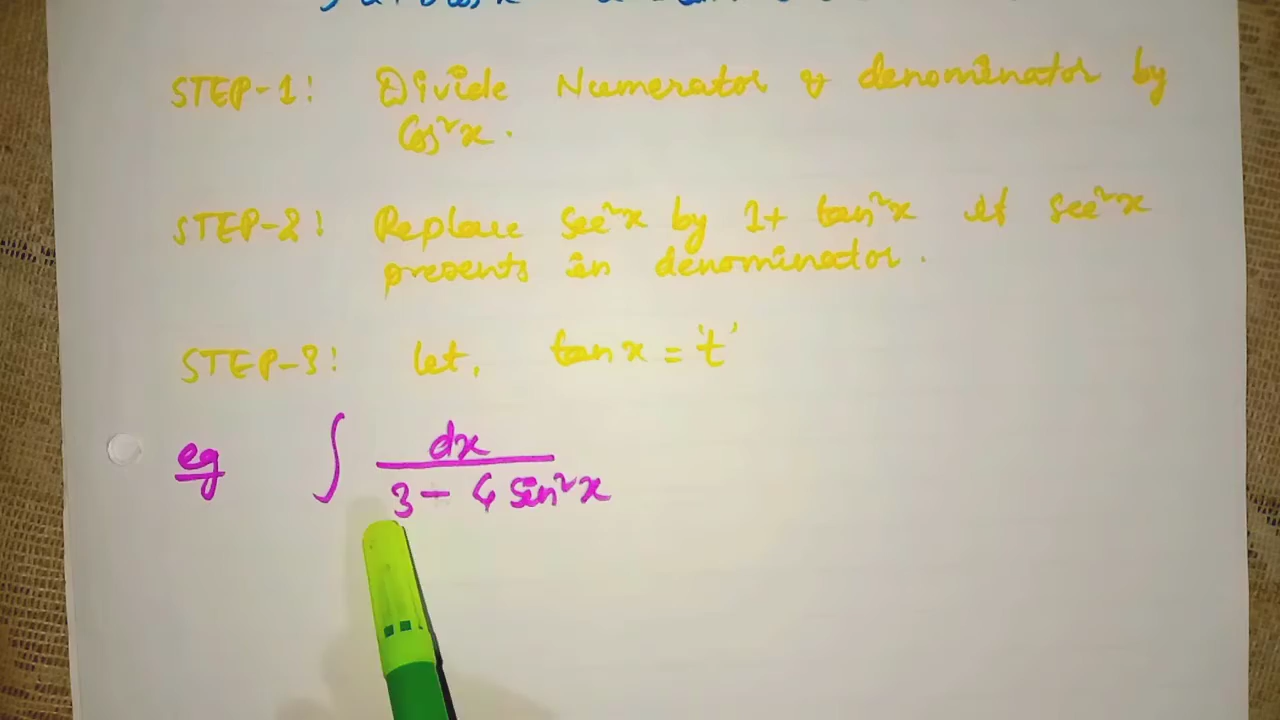 STEP-1: Divide Numerator & denominator by
Cos²x.
STEP-2: Replace sec²x by 1+ tan²x if sec²x
presents in denominator.
STEP-3: let, tan x = 't'
eg ∫ dx
3 - 4 sin²x